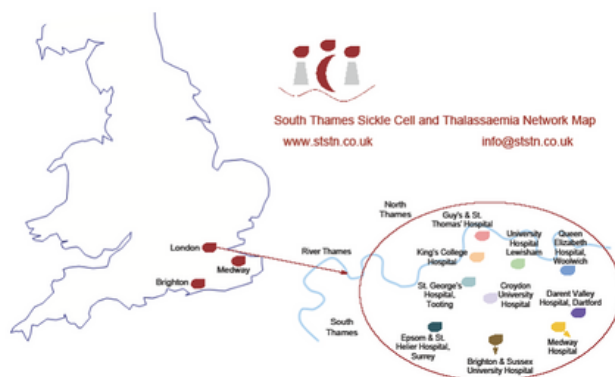 South Thames Sickle Cell and Thalassaemia Network Map
www.ststn.co.uk
info@ststn.co.uk
London
Medway
Brighton
River Thames
North
Thames
South
Thames
Guy's & St.
Thomas' Hospital
King's College
Hospital
University
Hospital
Lewisham
Queen
Elizabeth
Hospital,
Woolwich
St. George's
Hospital,
Tooting
Croydon
University
Hospital
Darent Valley
Hospital, Dartford
Epsom & St.
Helier Hospital,
Surrey
Brighton & Sussex
University Hospital
Medway
Hospital